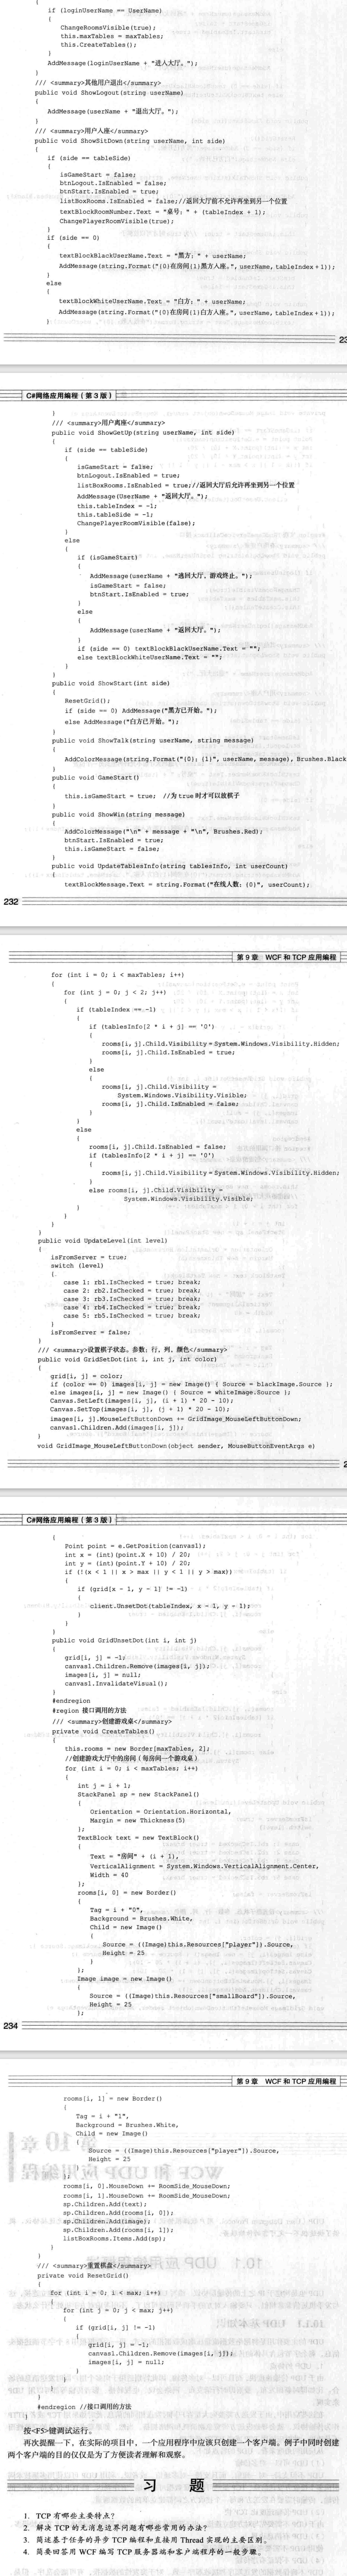 {
if (loginUserName == UserName)
{
ChangeRoomsVisible(true);
this.maxTables = maxTables;
this.CreateTables();
}
AddMessage(loginUserName + "进入大厅。");
}
/// <summary>其他用户退出</summary>
public void ShowLogout(string userName)
{
AddMessage(userName + "退出大厅。");
}
/// <summary>用户入座</summary>
public void ShowSitDown(string userName, int side)
{
if (side == tableSide)
{
isGameStart = false;
btnLogout.IsEnabled = false;
btnStart.IsEnabled = true;
listBoxRooms.IsEnabled = false;//返回大厅前不允许再坐到另一个位置
textBlockRoomNumber.Text = "桌号：" + (tableIndex + 1);
ChangePlayerRoomVisible(true);
}
if (side == 0)
{
textBlockBlackUserName.Text = "黑方：" + userName;
AddMessage(string.Format("{0}在房间{1}黑方入座。", userName, tableIndex+1));
}
else
{
textBlockWhiteUserName.Text = "白方：" + userName;
AddMessage(string.Format("{0}在房间{1}白方入座。", userName, tableIndex+1));
}
23
C#网络应用编程（第3版）
}
/// <summary>用户离座</summary>
public void ShowGetUp(string userName, int side)
{
if (side == tableSide)
{
isGameStart = false;
btnLogout.IsEnabled = true;
listBoxRooms.IsEnabled = true;//返回大厅后允许再坐到另一个位置
AddMessage(UserName + "返回大厅。");
this.tableIndex = -1;
this.tableSide = -1;
ChangePlayerRoomVisible(false);
}
else
{
if (isGameStart)
{
AddMessage(userName + "逃回大厅，游戏终止。");
isGameStart = false;
btnStart.IsEnabled = true;
}
else
{
AddMessage(userName + "返回大厅。");
}
if (side == 0) textBlockBlackUserName.Text = "";
else textBlockWhiteUserName.Text = "";
}
}
public void ShowStart(int side)
{
ResetGrid();
if (side == 0) AddMessage("黑方已开始。");
else AddMessage("白方已开始。");
}
public void ShowTalk(string userName, string message)
{
AddColorMessage(string.Format("{0}: {1}", userName, message), Brushes.Black
}
public void GameStart()
{
this.isGameStart = true; //为true时才可以放棋子
}
public void ShowWin(string message)
{
AddColorMessage("\n" + message + "\n", Brushes.Red);
btnStart.IsEnabled = true;
this.isGameStart = false;
}
public void UpdateTablesInfo(string tablesInfo, int userCount)
{
textBlockMessage.Text = string.Format("在线人数：{0}", userCount);
232
第9章 WCF和TCP应用编程
for (int i = 0; i < maxTables; i++)
{
for (int j = 0; j < 2; j++)
{
if (tableIndex == -1)
{
if (tablesInfo[2 * i + j] == '0')
{
rooms[i, j].Child.Visibility = System.Windows.Visibility.Hidden;
rooms[i, j].Child.IsEnabled = true;
}
else
{
rooms[i, j].Child.Visibility =
System.Windows.Visibility.Visible;
rooms[i, j].Child.IsEnabled = false;
}
}
else
{
rooms[i, j].Child.IsEnabled = false;
if (tablesInfo[2 * i + j] == '0')
{
rooms[i, j].Child.Visibility = System.Windows.Visibility.Hidden;
}
else rooms[i, j].Child.Visibility =
System.Windows.Visibility.Visible;
}
}
}
}
public void UpdateLevel(int level)
{
isFromServer = true;
switch (level)
{
case 1: rb1.IsChecked = true; break;
case 2: rb2.IsChecked = true; break;
case 3: rb3.IsChecked = true; break;
case 4: rb4.IsChecked = true; break;
case 5: rb5.IsChecked = true; break;
}
isFromServer = false;
}
/// <summary>设置棋子状态。参数：行，列，颜色</summary>
public void GridSetDot(int i, int j, int color)
{
grid[i, j] = color;
if (color == 0) images[i, j] = new Image() { Source = blackImage.Source };
else images[i, j] = new Image() { Source = whiteImage.Source };
Canvas.SetLeft(images[i, j], (i + 1) * 20 - 10);
Canvas.SetTop(images[i, j], (j + 1) * 20 - 10);
images[i, j].MouseLeftButtonDown += GridImage_MouseLeftButtonDown;
canvas1.Children.Add(images[i, j]);
}
void GridImage_MouseLeftButtonDown(object sender, MouseButtonEventArgs e)
2
C#网络应用编程（第3版）
{
Point point = e.GetPosition(canvas1);
int x = (int)(point.X + 10) / 20;
int y = (int)(point.Y + 10) / 20;
if (!(x < 1 || x > max || y < 1 || y > max))
{
if (grid[x - 1, y - 1] != -1)
{
client.UnsetDot(tableIndex, x - 1, y - 1);
}
}
}
public void GridUnsetDot(int i, int j)
{
grid[i, j] = -1;
canvas1.Children.Remove(images[i, j]);
images[i, j] = null;
canvas1.InvalidateVisual();
}
#endregion
#region 接口调用的方法
/// <summary>创建游戏桌</summary>
private void CreateTables()
{
this.rooms = new Border[maxTables, 2];
//创建游戏大厅中的房间（每房间一个游戏桌）
for (int i = 0; i < maxTables; i++)
{
int j = i + 1;
StackPanel sp = new StackPanel()
{
Orientation = Orientation.Horizontal,
Margin = new Thickness(5)
};
TextBlock text = new TextBlock()
{
Text = "房间" + (i + 1),
VerticalAlignment = System.Windows.VerticalAlignment.Center,
Width = 40
};
rooms[i, 0] = new Border()
{
Tag = i + "0",
Background = Brushes.White,
Child = new Image()
{
Source = ((Image)this.Resources["player"]).Source,
Height = 25
}
};
Image image = new Image()
{
Source = ((Image)this.Resources["smallBoard"]).Source,
Height = 25
};
234
第9章 WCF和TCP应用编程
rooms[i, 1] = new Border()
{
Tag = i + "1",
Background = Brushes.White,
Child = new Image()
{
Source = ((Image)this.Resources["player"]).Source,
Height = 25
}
};
rooms[i, 0].MouseDown += RoomSide_MouseDown;
rooms[i, 1].MouseDown += RoomSide_MouseDown;
sp.Children.Add(text);
sp.Children.Add(rooms[i, 0]);
sp.Children.Add(image);
sp.Children.Add(rooms[i, 1]);
listBoxRooms.Items.Add(sp);
}
}
/// <summary>重置棋盘</summary>
private void ResetGrid()
{
for (int i = 0; i < max; i++)
{
for (int j = 0; j < max; j++)
{
if (grid[i, j] != -1)
{
grid[i, j] = -1;
canvas1.Children.Remove(images[i, j]);
images[i, j] = null;
}
}
}
}
#endregion //接口调用的方法
}
按<F5>键调试运行。
再次提醒一下，在实际的项目中，一个应用程序中应该只创建一个客户端。例子中同时创建
两个客户端的目的仅仅是为了方便读者理解和观察。
习 题
1. TCP 有哪些主要特点？
2. 解决 TCP 的无消息边界问题有哪些常用的办法？
3. 简述基于任务的异步 TCP 编程和直接用 Thread 实现的主要区别。
4. 简要回答用 WCF 编写 TCP 服务器端和客户端程序的一般步骤。